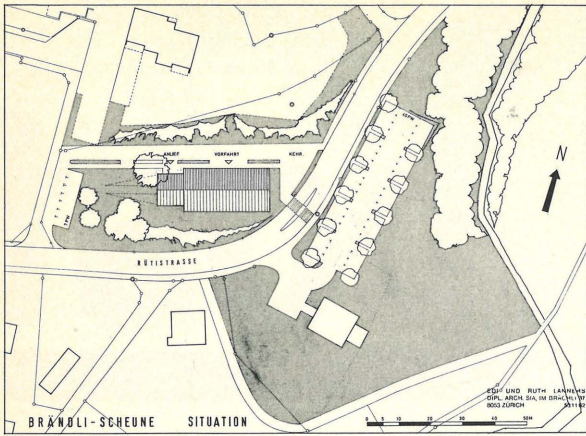 ANLIEF VORFAHRT KEHR.
N
RÜTISTRASSE
EDI UND RUTH LANNERS
DIPL. ARCH. SIA, IM BRÄCHLI
8053 ZÜRICH
0 5 10 20 30 40 50M
BRÄNDLI-SCHEUNE SITUATION